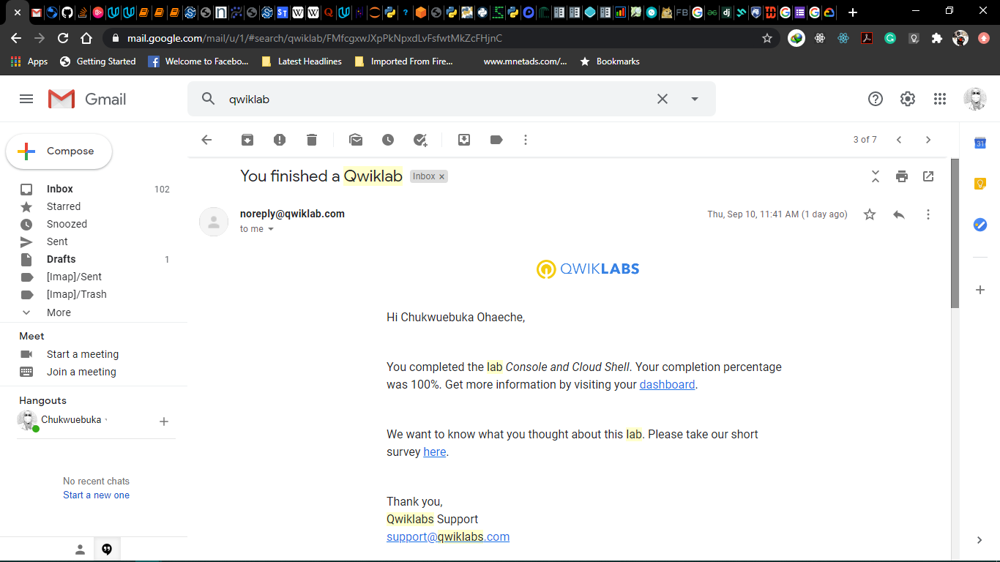 mail.google.com/mail/u/1/#search/qwiklab/FMfcgxwJXpPkNpxdLvFsfwtMkZcFHjnC
Apps
Getting Started
Welcome to Facebo...
Latest Headlines
Imported From Fire...
www.mnetads.com/...
Bookmarks
Gmail
qwiklab
Compose
3 of 7
31
You finished a Qwiklab
Inbox x
Inbox 102
Starred
Snoozed
Sent
Drafts 1
[Imap]/Sent
[Imap]/Trash
More
noreply@qwiklab.com
Thu, Sep 10, 11:41 AM (1 day ago)
to me
QWIKLABS
Hi Chukwuebuka Ohaeche,
You completed the lab Console and Cloud Shell. Your completion percentage
was 100%. Get more information by visiting your dashboard.
We want to know what you thought about this lab. Please take our short
survey here.
Thank you,
Qwiklabs Support
support@qwiklabs.com
Meet
Start a meeting
Join a meeting
Hangouts
Chukwuebuka
No recent chats
Start a new one